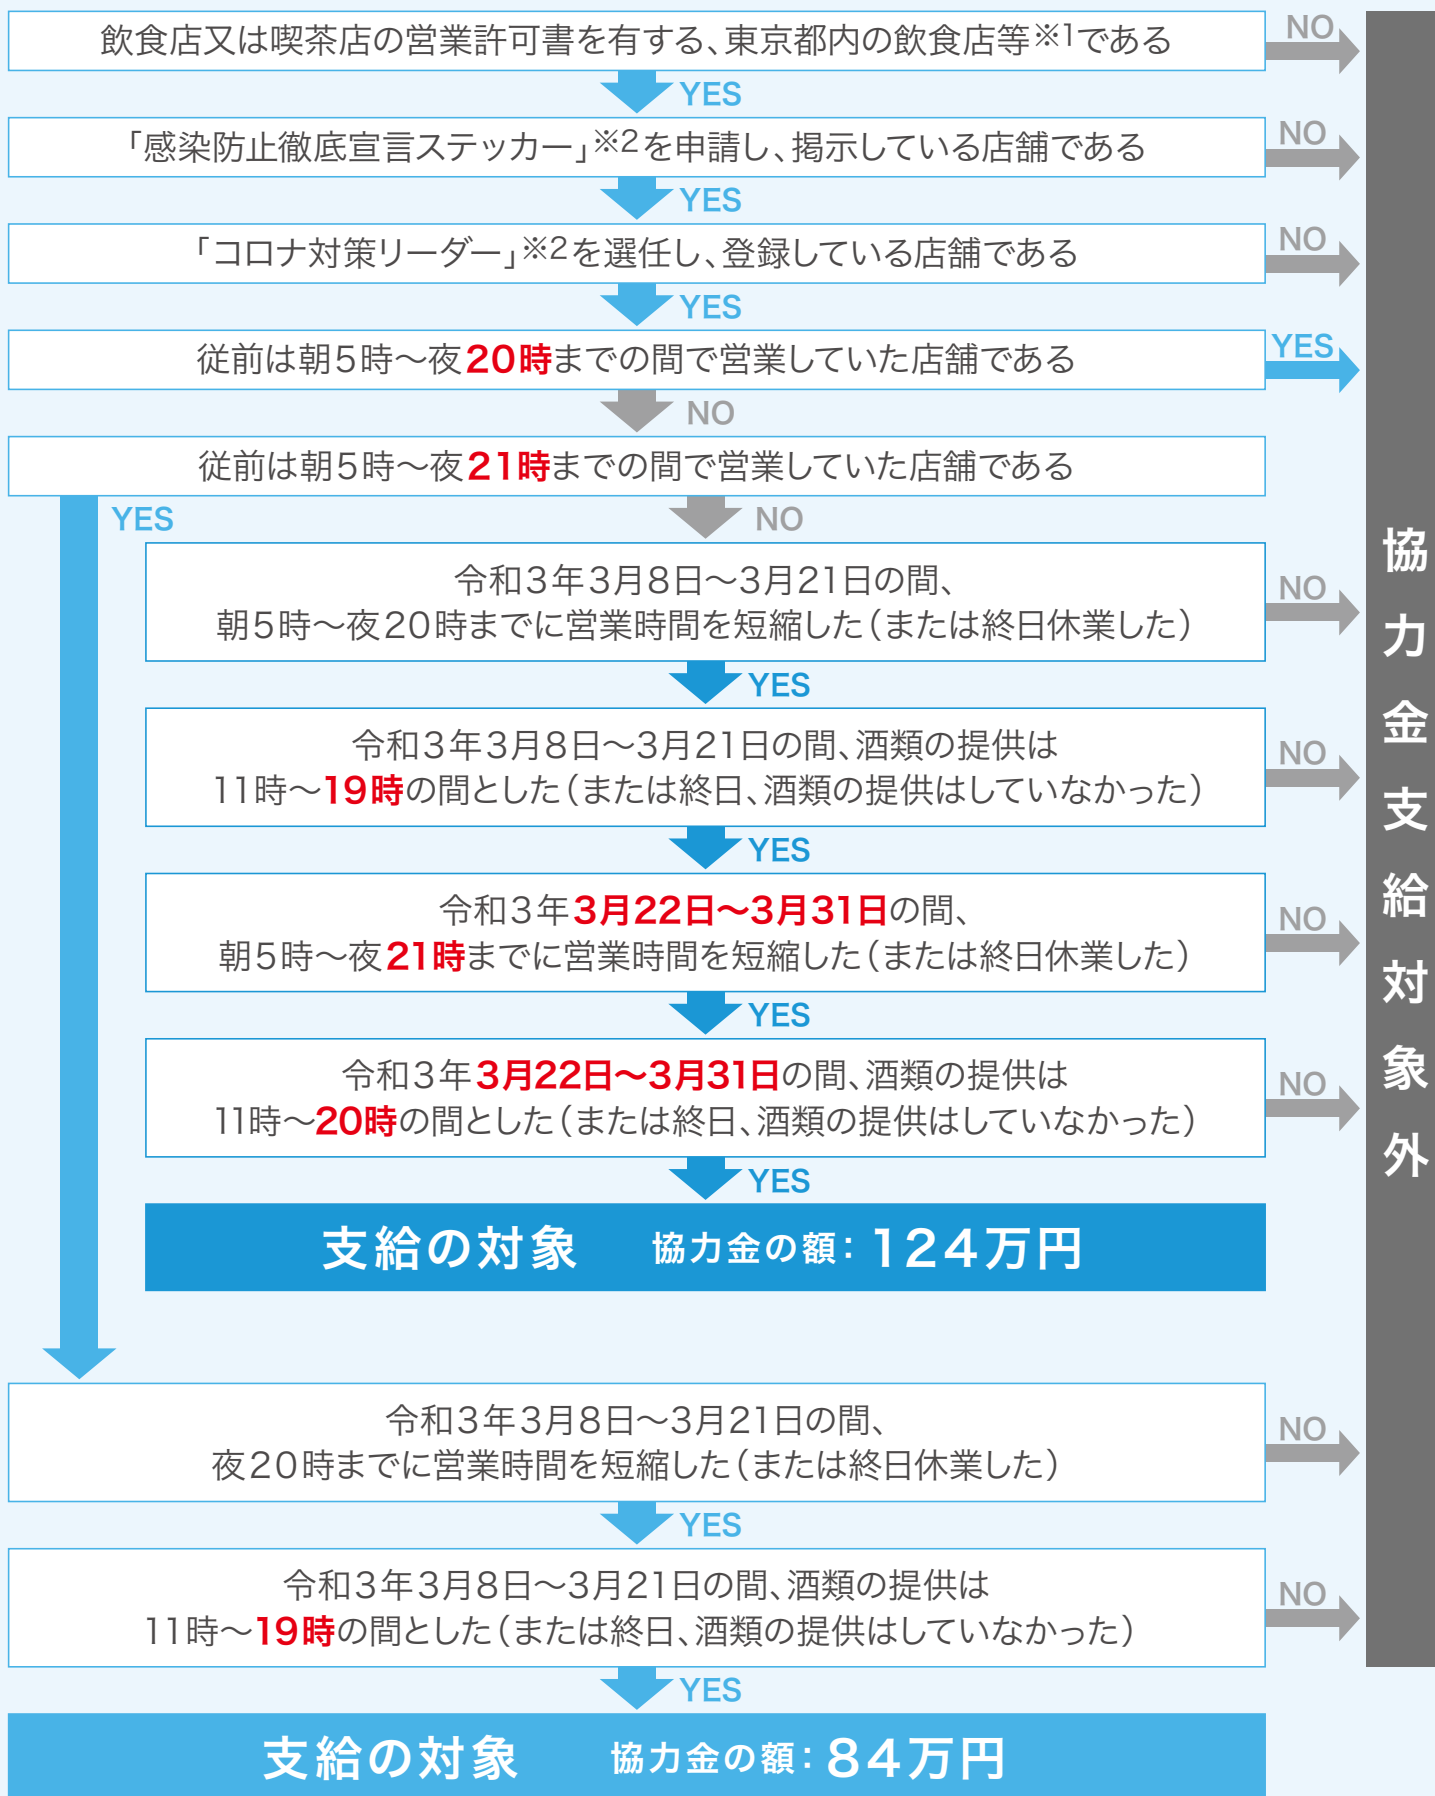 飲食店又は喫茶店の営業許可書を有する、東京都内の飲食店等※1である
NO
YES
「感染防止徹底宣言ステッカー」※2を申請し、掲示している店舗である
NO
YES
「コロナ対策リーダー」※2を選任し、登録している店舗である
NO
YES
従前は朝5時～夜20時までの間で営業していた店舗である
YES
NO
従前は朝5時～夜21時までの間で営業していた店舗である
YES
NO
令和3年3月8日～3月21日の間、
朝5時～夜20時までに営業時間を短縮した（または終日休業した）
NO
YES
令和3年3月8日～3月21日の間、酒類の提供は
11時～19時の間とした（または終日、酒類の提供はしていなかった）
NO
YES
令和3年3月22日～3月31日の間、
朝5時～夜21時までに営業時間を短縮した（または終日休業した）
NO
YES
令和3年3月22日～3月31日の間、酒類の提供は
11時～20時の間とした（または終日、酒類の提供はしていなかった）
NO
YES
支給の対象 協力金の額：124万円
令和3年3月8日～3月21日の間、
夜20時までに営業時間を短縮した（または終日休業した）
NO
YES
令和3年3月8日～3月21日の間、酒類の提供は
11時～19時の間とした（または終日、酒類の提供はしていなかった）
NO
YES
支給の対象 協力金の額：84万円
協力金支給対象外